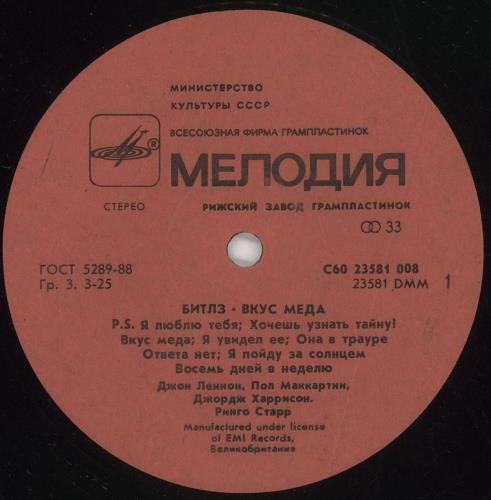 МИНИСТЕРСТВО
КУЛЬТУРЫ СССР
ВСЕСОЮЗНАЯ ФИРМА ГРАМПЛАСТИНОК
®
МЕЛОДИЯ
СТЕРЕО
РИЖСКИЙ ЗАВОД ГРАМПЛАСТИНОК
33
ГОСТ 5289-88
С60 23581 008
Гр. 3. 3-25
23581 DMM
1
БИТЛЗ · ВКУС МЕДА
P.S. Я люблю тебя; Хочешь узнать тайну!
Вкус меда; Я увидел ее; Она в трауре
Ответа нет; Я пойду за солнцем
Восемь дней в неделю
Джон Леннон, Пол Маккартни,
Джордж Харрисон.
Ринго Старр
Manufactured under license
of EMI Records,
Великобритания